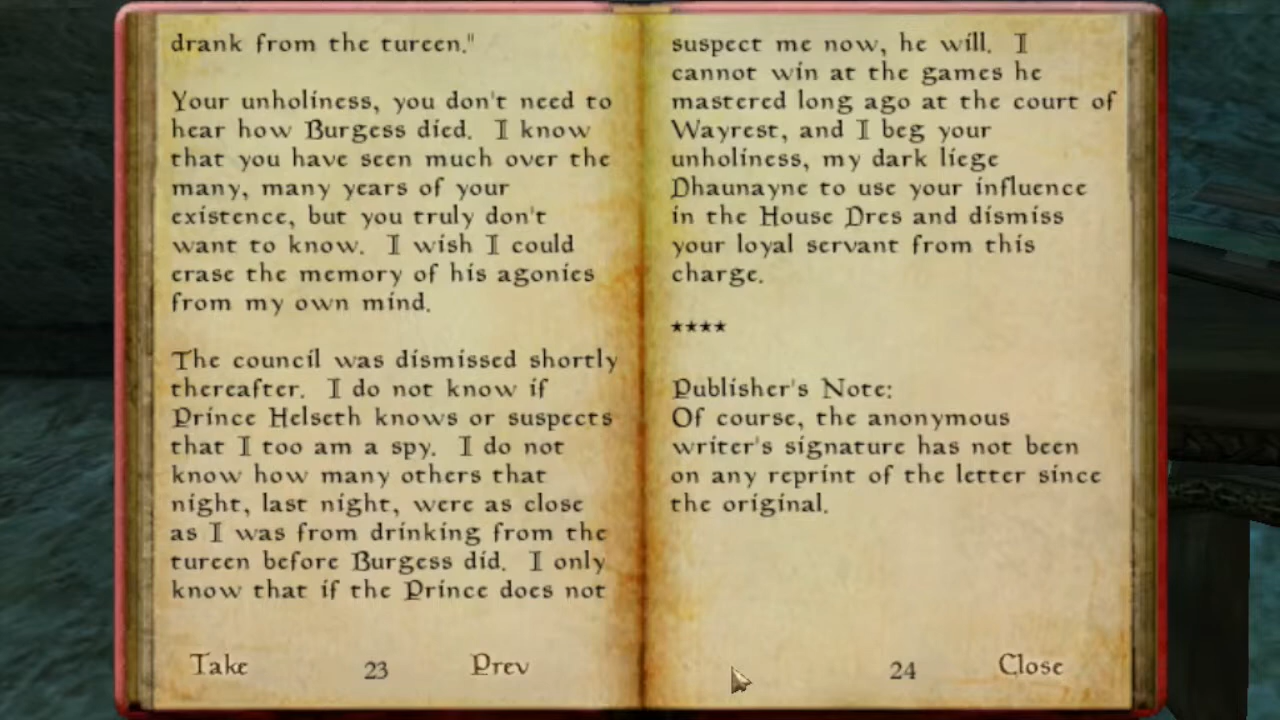 drank from the tureen."
Your unholiness, you don't need to
hear how Burgess died. I know
that you have seen much over the
many, many years of your
existence, but you truly don't
want to know. I wish I could
erase the memory of his agonies
from my own mind.
The council was dismissed shortly
thereafter. I do not know if
Prince Helseth knows or suspects
that I too am a spy. I do not
know how many others that
night, last night, were as close
as I was from drinking from the
tureen before Burgess did. I only
know that if the Prince does not
Take 23 Prev
suspect me now, he will. I
cannot win at the games he
mastered long ago at the court of
Wayrest, and I beg your
unholiness, my dark liege
Dhaunayne to use your influence
in the House Dres and dismiss
your loyal servant from this
charge.
****
Publisher's Note:
Of course, the anonymous
writer's signature has not been
on any reprint of the letter since
the original.
24 Close